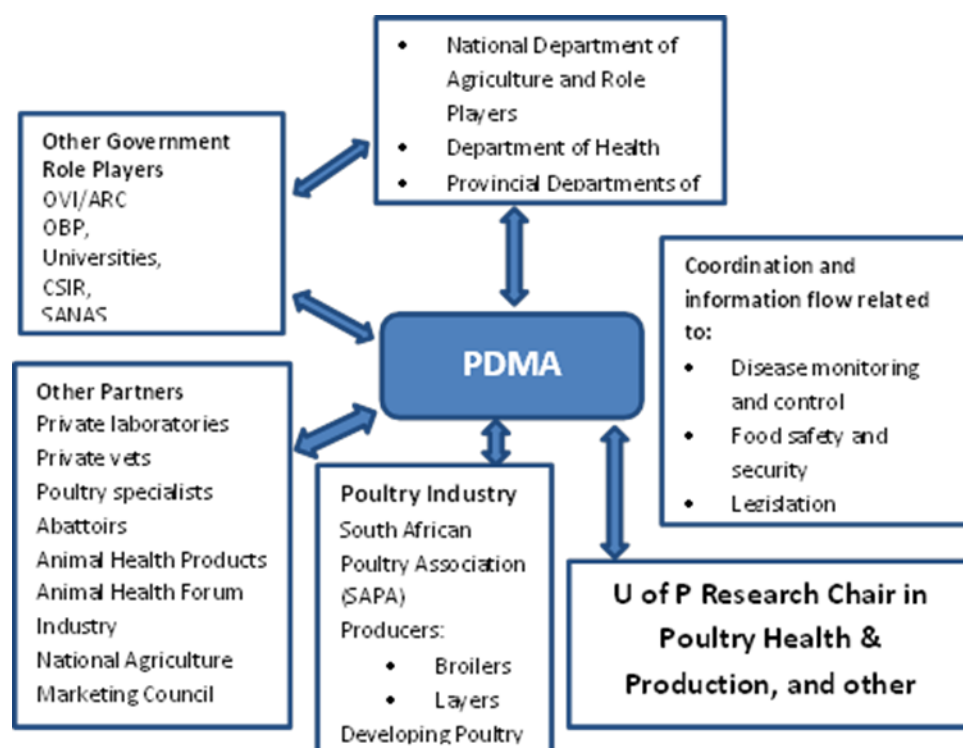 • National Department of
Agriculture and Role
Players
• Department of Health
• Provincial Departments of
Other Government
Role Players
OVI/ARC
OBP,
Universities,
CSIR,
SANAS
Coordination and
information flow related
to:
• Disease monitoring
and control
• Food safety and
security
• Legislation
PDMA
Other Partners
Private laboratories
Private vets
Poultry specialists
Abattoirs
Animal Health Products
Animal Health Forum
Industry
National Agriculture
Marketing Council
Poultry Industry
South African
Poultry Association
(SAPA)
Producers:
• Broilers
• Layers
Developing Poultry
U of P Research Chair in
Poultry Health &
Production, and other